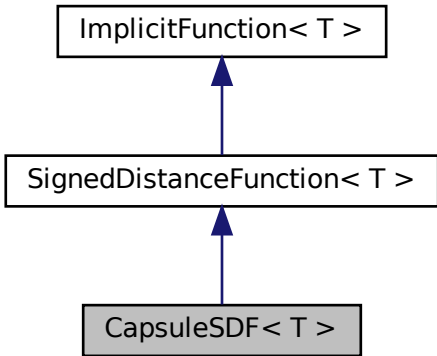 ImplicitFunction< T >
SignedDistanceFunction< T >
CapsuleSDF< T >